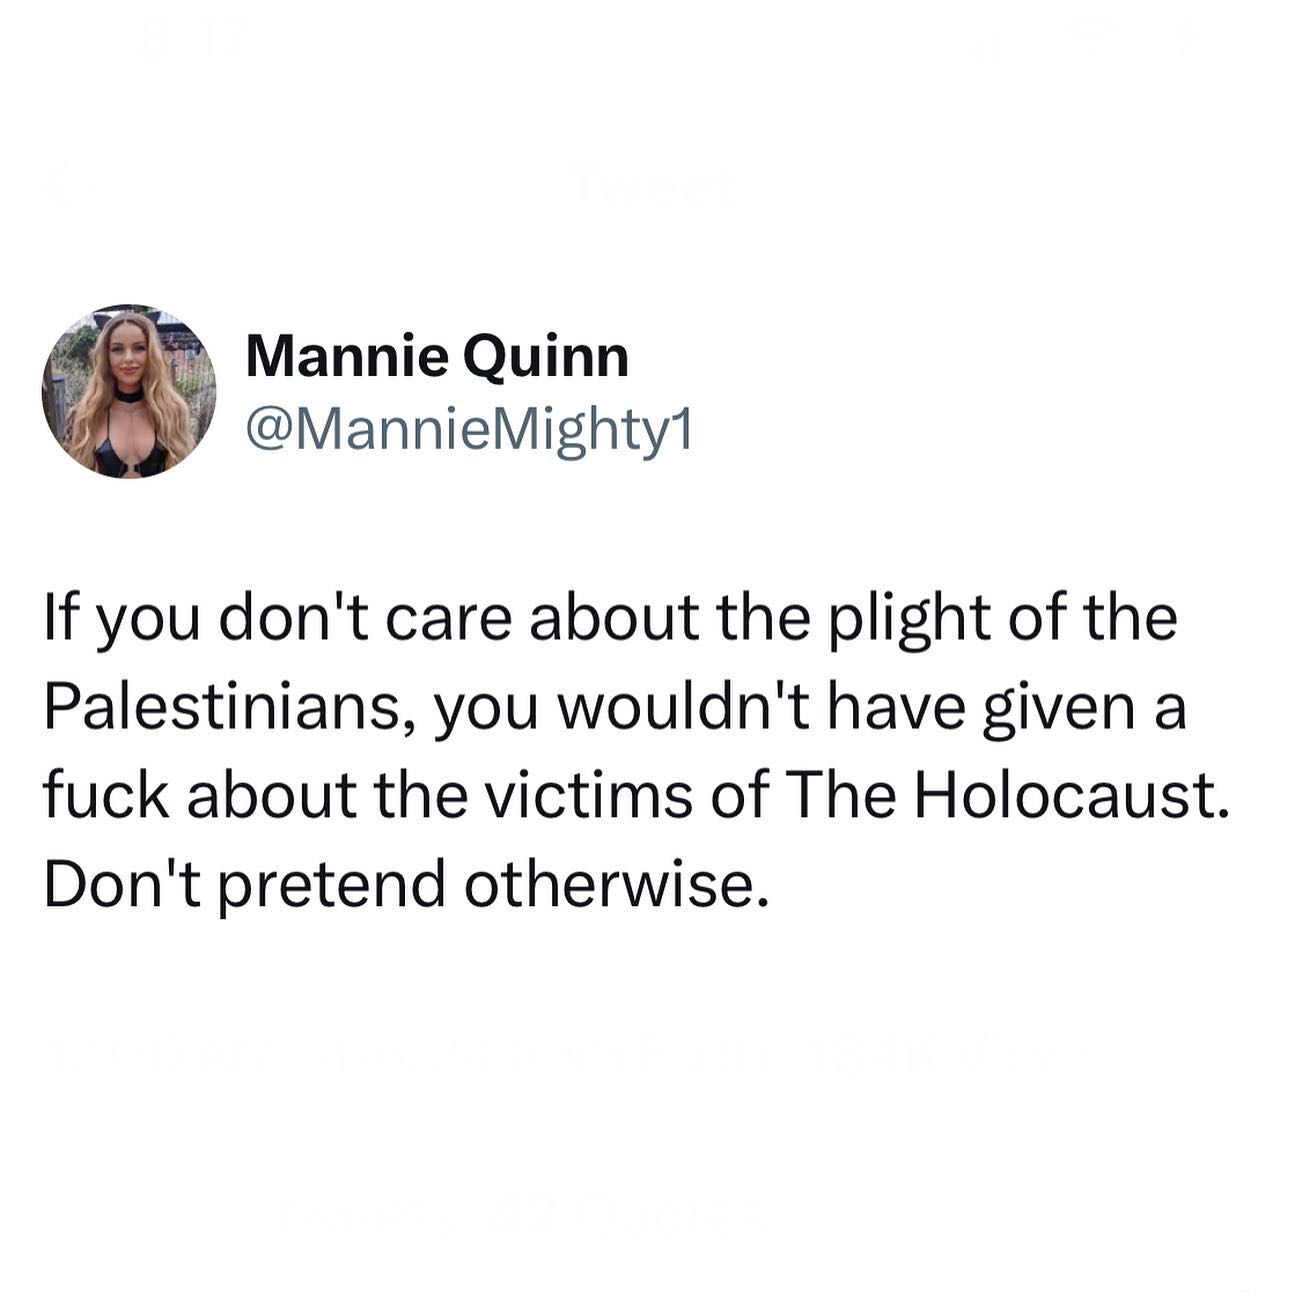 Mannie Quinn
@MannieMighty1
If you don't care about the plight of the
Palestinians, you wouldn't have given a
fuck about the victims of The Holocaust.
Don't pretend otherwise.